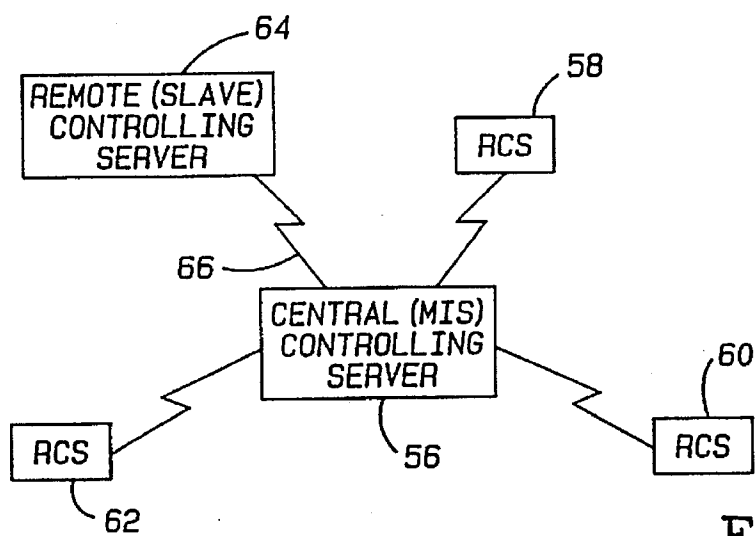 64
REMOTE (SLAVE)
CONTROLLING
SERVER
58
RCS
66
CENTRAL (MIS)
CONTROLLING
SERVER
60
RCS
56
RCS
62